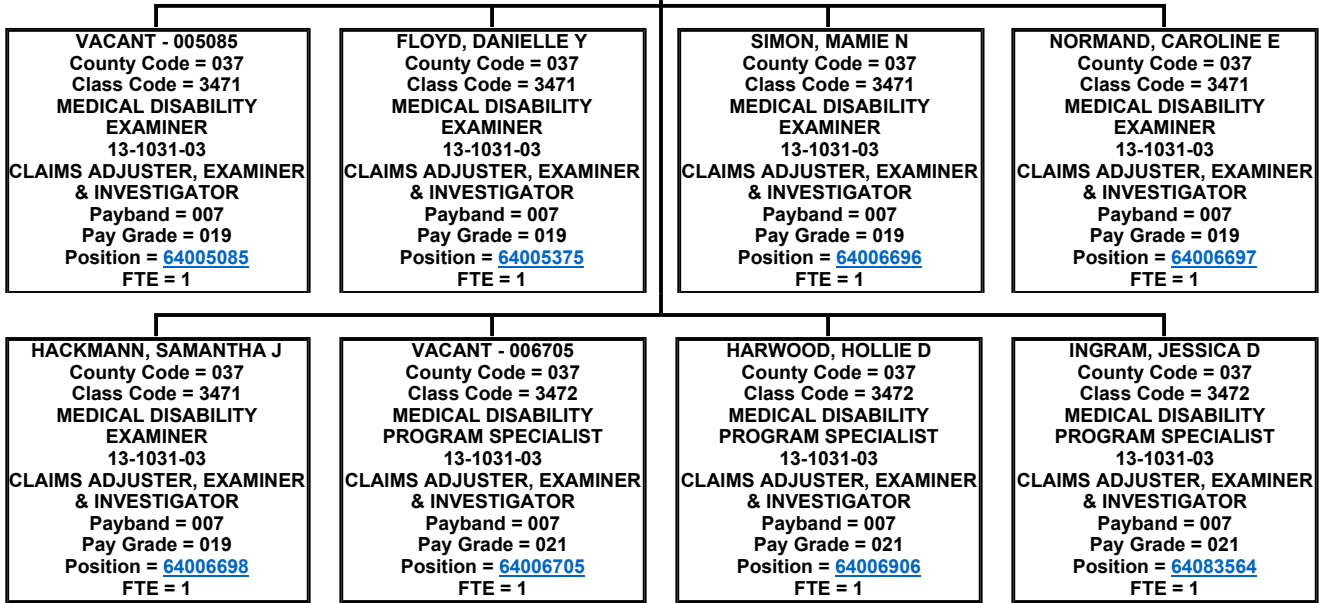 VACANT - 005085
County Code = 037
Class Code = 3471
MEDICAL DISABILITY
EXAMINER
13-1031-03
CLAIMS ADJUSTER, EXAMINER
& INVESTIGATOR
Payband = 007
Pay Grade = 019
Position = 64005085
FTE = 1
FLOYD, DANIELLE Y
County Code = 037
Class Code = 3471
MEDICAL DISABILITY
EXAMINER
13-1031-03
CLAIMS ADJUSTER, EXAMINER
& INVESTIGATOR
Payband = 007
Pay Grade = 019
Position = 64005375
FTE = 1
SIMON, MAMIE N
County Code = 037
Class Code = 3471
MEDICAL DISABILITY
EXAMINER
13-1031-03
CLAIMS ADJUSTER, EXAMINER
& INVESTIGATOR
Payband = 007
Pay Grade = 019
Position = 64006696
FTE = 1
NORMAND, CAROLINE E
County Code = 037
Class Code = 3471
MEDICAL DISABILITY
EXAMINER
13-1031-03
CLAIMS ADJUSTER, EXAMINER
& INVESTIGATOR
Payband = 007
Pay Grade = 019
Position = 64006697
FTE = 1
HACKMANN, SAMANTHA J
County Code = 037
Class Code = 3471
MEDICAL DISABILITY
EXAMINER
13-1031-03
CLAIMS ADJUSTER, EXAMINER
& INVESTIGATOR
Payband = 007
Pay Grade = 019
Position = 64006698
FTE = 1
VACANT - 006705
County Code = 037
Class Code = 3472
MEDICAL DISABILITY
PROGRAM SPECIALIST
13-1031-03
CLAIMS ADJUSTER, EXAMINER
& INVESTIGATOR
Payband = 007
Pay Grade = 021
Position = 64006705
FTE = 1
HARWOOD, HOLLIE D
County Code = 037
Class Code = 3472
MEDICAL DISABILITY
PROGRAM SPECIALIST
13-1031-03
CLAIMS ADJUSTER, EXAMINER
& INVESTIGATOR
Payband = 007
Pay Grade = 021
Position = 64006906
FTE = 1
INGRAM, JESSICA D
County Code = 037
Class Code = 3472
MEDICAL DISABILITY
PROGRAM SPECIALIST
13-1031-03
CLAIMS ADJUSTER, EXAMINER
& INVESTIGATOR
Payband = 007
Pay Grade = 021
Position = 64083564
FTE = 1